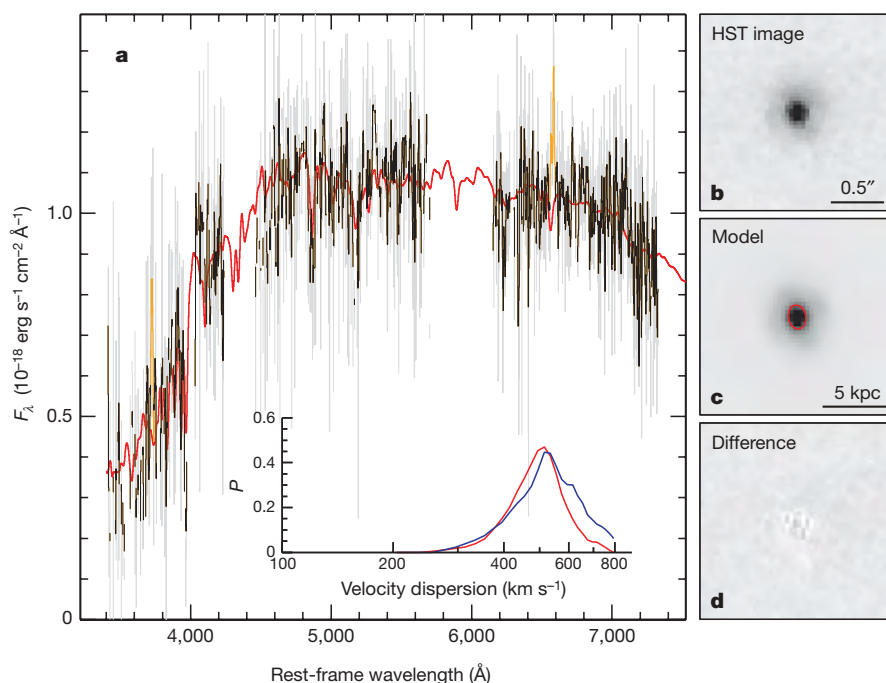 a
1.0
0.5
0
F_λ (10⁻¹⁸ erg s⁻¹ cm⁻² Å⁻¹)
4,000 5,000 6,000 7,000
Rest-frame wavelength (Å)
0.6
0.4
0.2
0
P
100 200 400 600 800
Velocity dispersion (km s⁻¹)
HST image
b
0.5″
Model
c
5 kpc
Difference
d